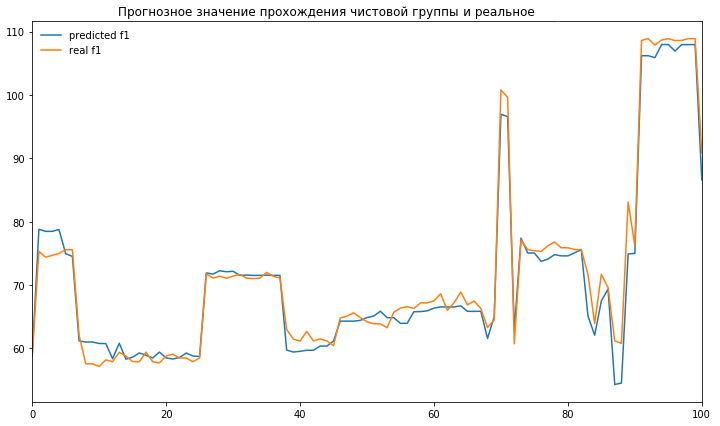 Прогнозное значение прохождения чистовой группы и реальное
predicted f1
real f1
110
100
90
80
70
60
0 20 40 60 80 100